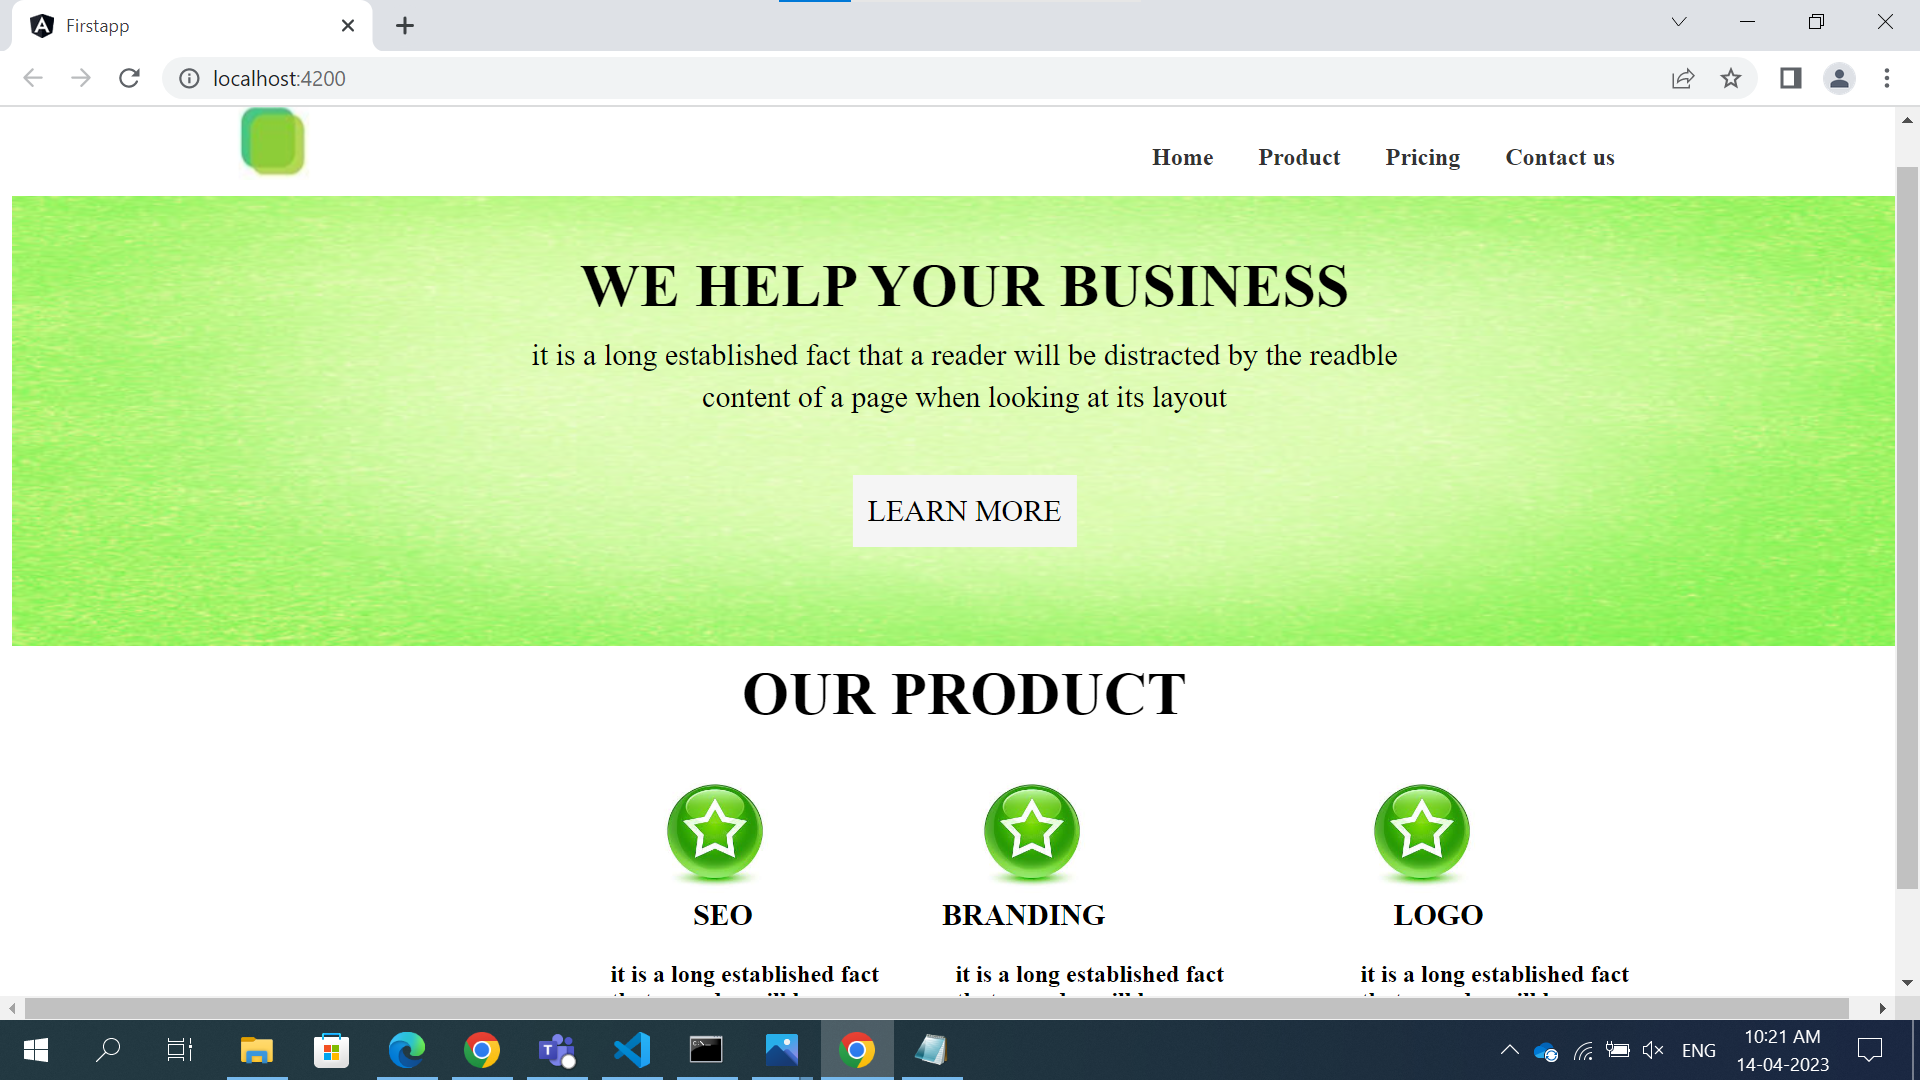 Firstapp
localhost:4200
Home Product Pricing Contact us
WE HELP YOUR BUSINESS
it is a long established fact that a reader will be distracted by the readble
content of a page when looking at its layout
LEARN MORE
OUR PRODUCT
SEO BRANDING LOGO
it is a long established fact it is a long established fact it is a long established fact
ENG
10:21 AM
14-04-2023